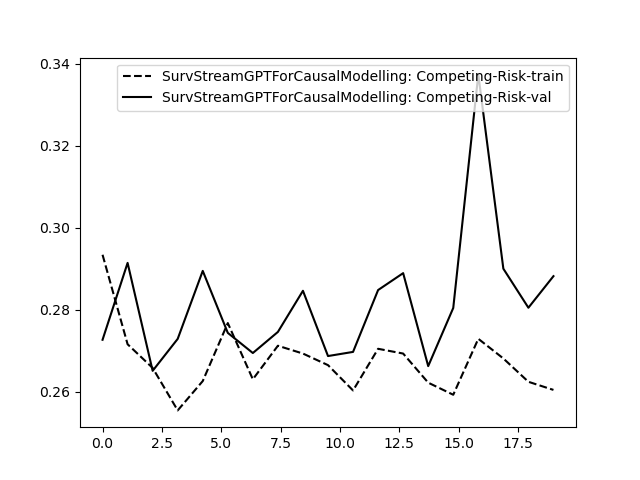 0.34
SurvStreamGPTForCausalModelling: Competing-Risk-train
SurvStreamGPTForCausalModelling: Competing-Risk-val
0.32
0.30
0.28
0.26
0.0 2.5 5.0 7.5 10.0 12.5 15.0 17.5